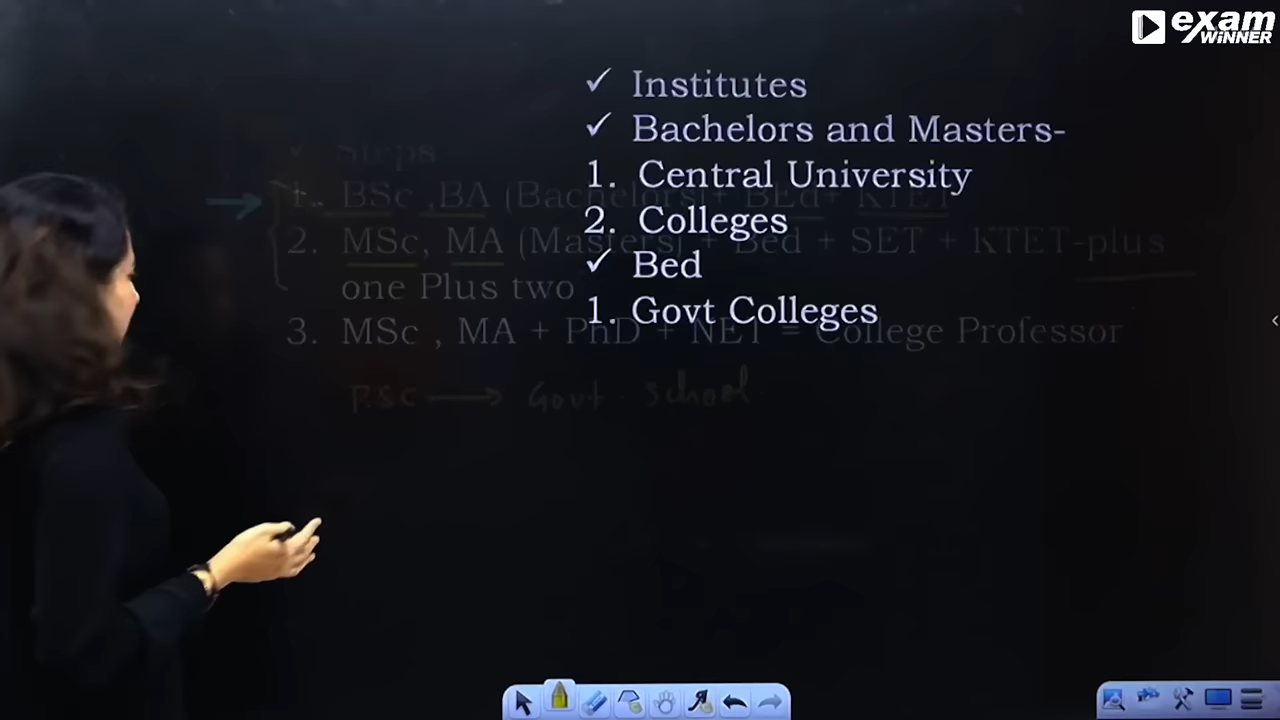 exam
WiNNER
✓ Institutes
✓ Bachelors and Masters-
1. Central University
2. Colleges
✓ Bed
1. Govt Colleges
✓ Steps
1. BSc ,BA (Bachelors)+ BEd+ KTET
2. MSc, MA (Masters) + Bed + SET + KTET-plus
one Plus two
3. MSc , MA + PhD + NET = College Professor
PSC → Govt. School